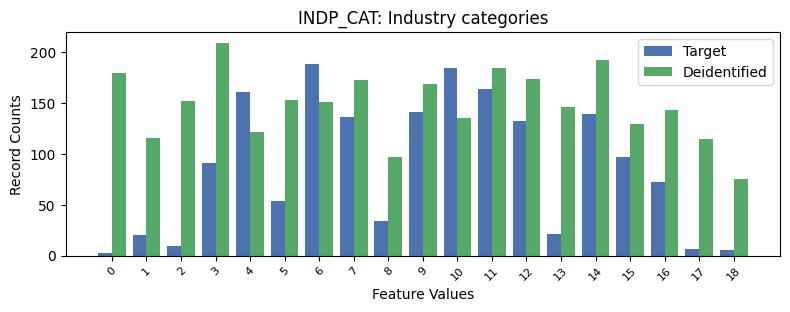 INDP_CAT: Industry categories
Target
Deidentified
Record Counts
200
150
100
50
0
0 1 2 3 4 5 6 7 8 9 10 11 12 13 14 15 16 17 18
Feature Values